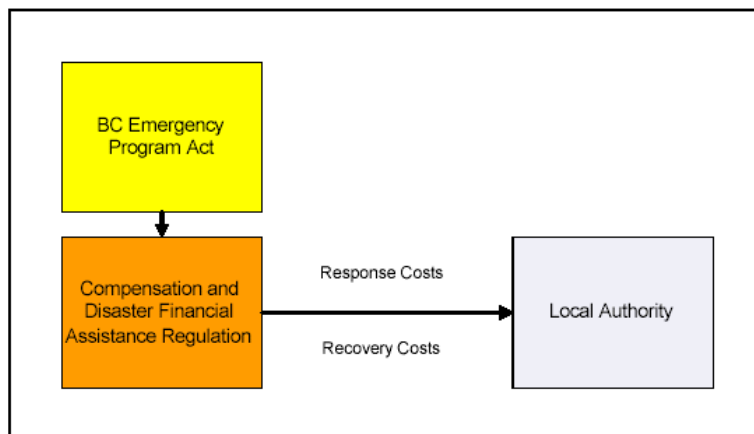 BC Emergency
Program Act
Compensation and
Disaster Financial
Assistance Regulation
Response Costs
Recovery Costs
Local Authority